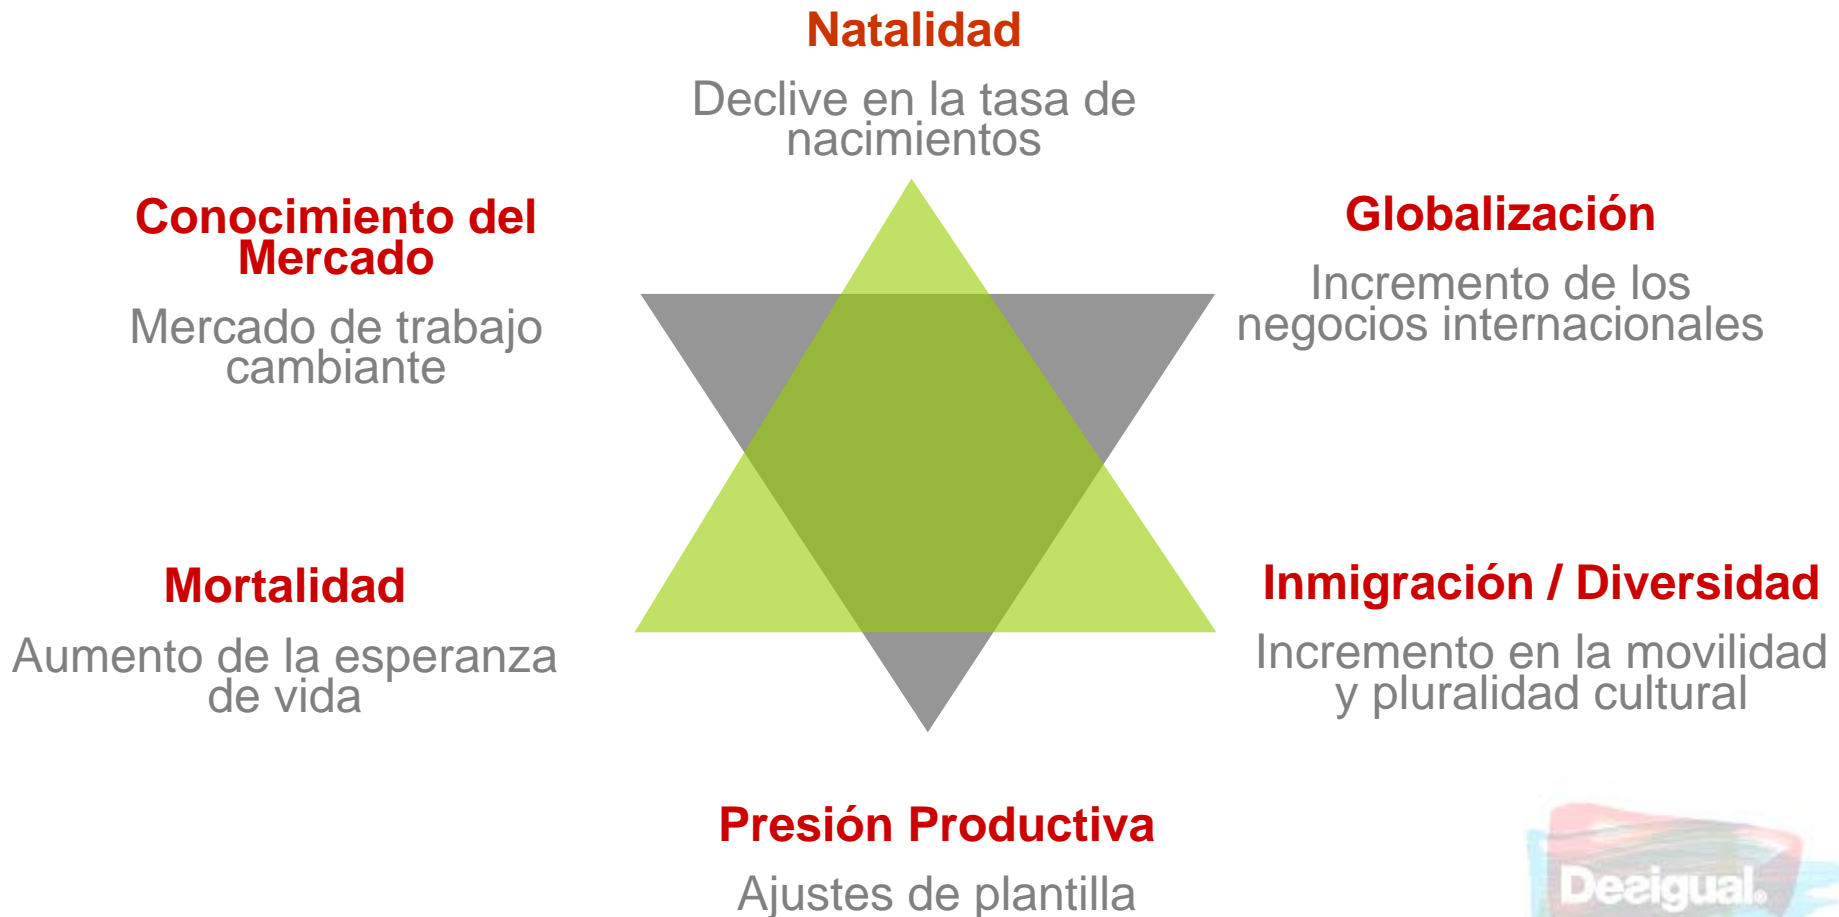 Natalidad
Declive en la tasa de
nacimientos
Conocimiento del
Mercado
Mercado de trabajo
cambiante
Globalización
Incremento de los
negocios internacionales
Mortalidad
Aumento de la esperanza
de vida
Inmigración / Diversidad
Incremento en la movilidad
y pluralidad cultural
Presión Productiva
Ajustes de plantilla
Desigual®